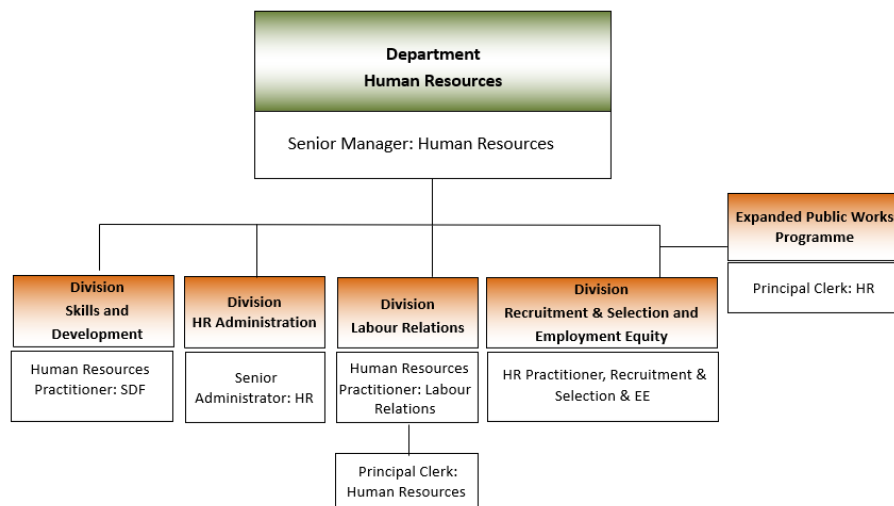 Department
Human Resources
Senior Manager: Human Resources
Expanded Public Works
Programme
Principal Clerk: HR
Division
Skills and
Development
Human Resources
Practitioner: SDF
Division
HR Administration
Senior
Administrator: HR
Division
Labour Relations
Human Resources
Practitioner: Labour
Relations
Principal Clerk:
Human Resources
Division
Recruitment & Selection and
Employment Equity
HR Practitioner, Recruitment &
Selection & EE